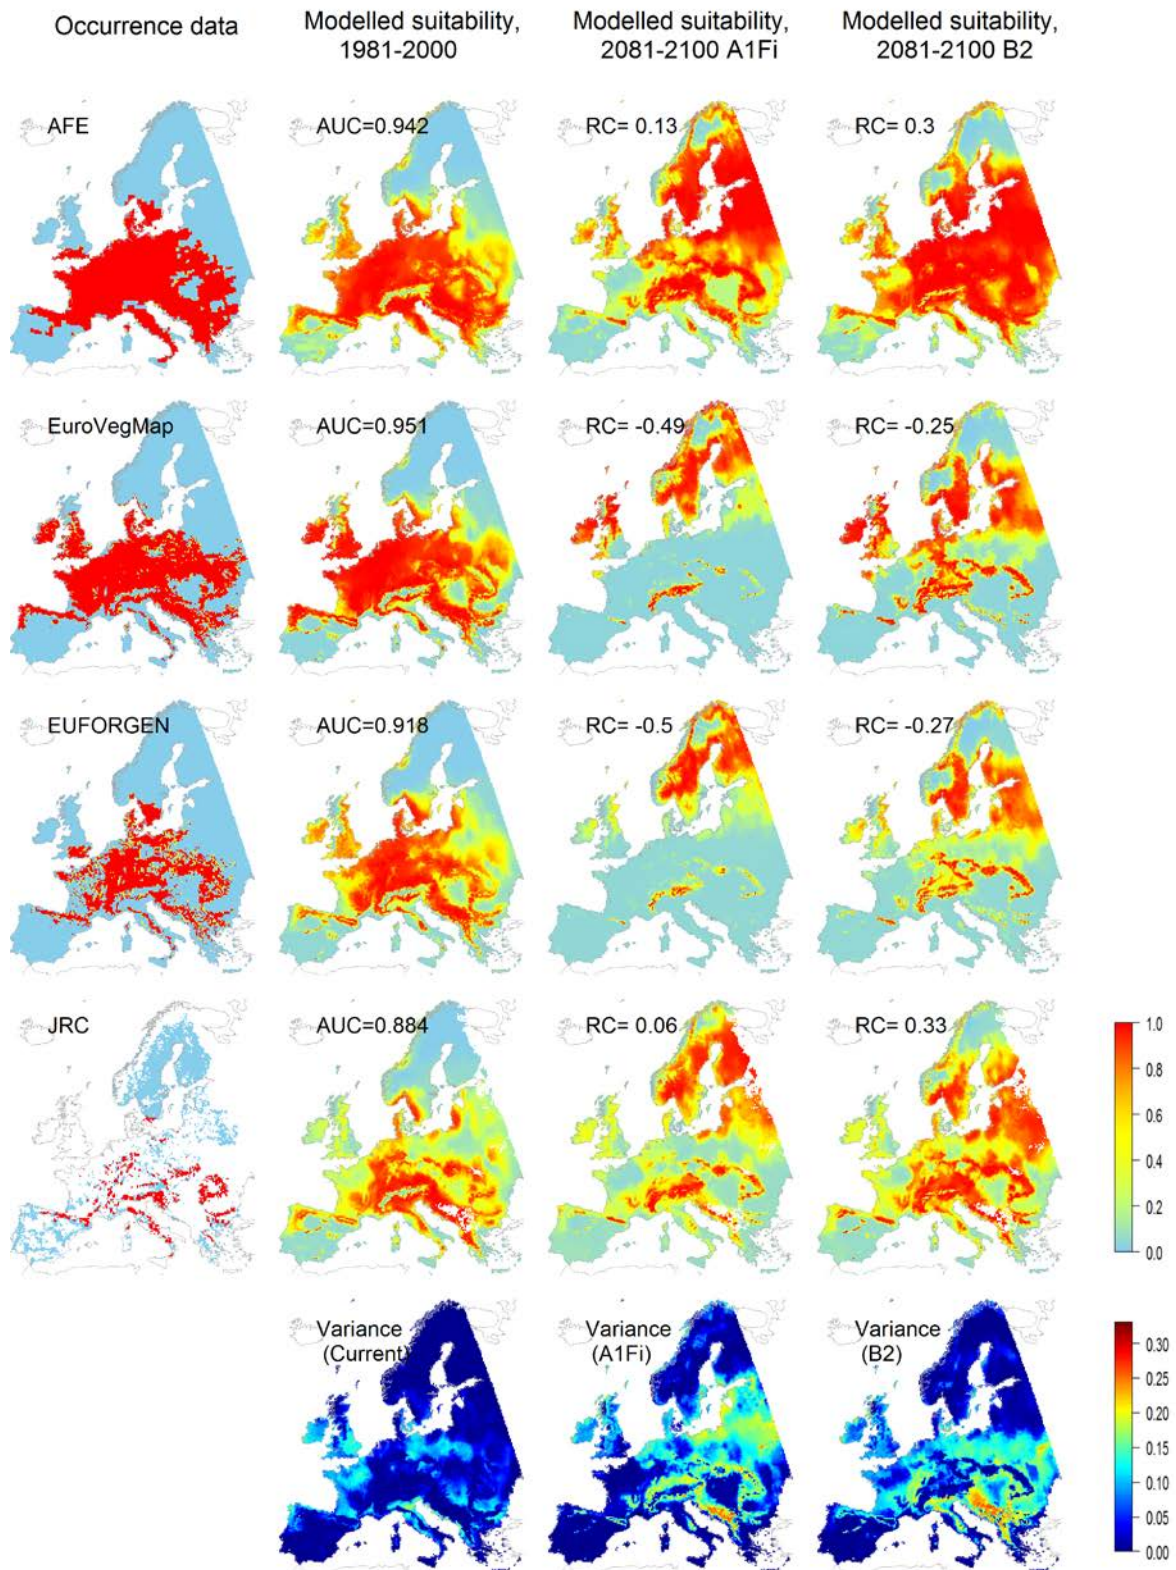 Occurrence data
Modelled suitability,
1981-2000
Modelled suitability,
2081-2100 A1Fi
Modelled suitability,
2081-2100 B2
AFE
AUC=0.942
RC= 0.13
RC= 0.3
EuroVegMap
AUC=0.951
RC= -0.49
RC= -0.25
EUFORGEN
AUC=0.918
RC= -0.5
RC= -0.27
JRC
AUC=0.884
RC= 0.06
RC= 0.33
1.0
0.8
0.6
0.4
0.2
0.0
Variance
(Current)
Variance
(A1Fi)
Variance
(B2)
0.30
0.25
0.20
0.15
0.10
0.05
0.00